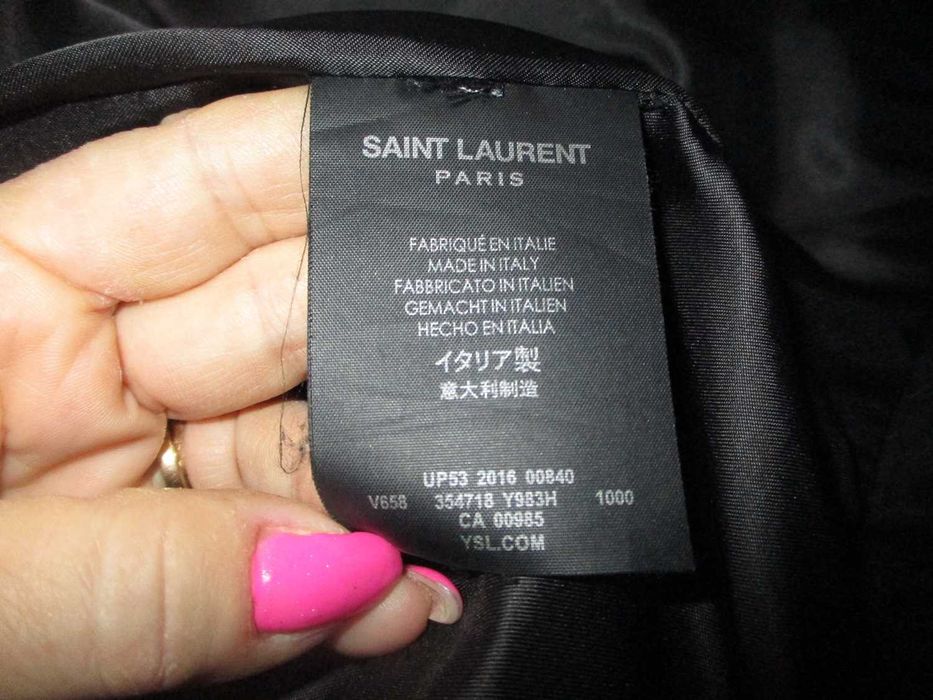 SAINT LAURENT
PARIS
FABRIQUÉ EN ITALIE
MADE IN ITALY
FABBRICATO IN ITALIEN
GEMACHT IN ITALIEN
HECHO EN ITALIA
イタリア製
意大利制造
UP53 2016 00840
V658 354718 Y983H 1000
CA 00985
YSL.COM